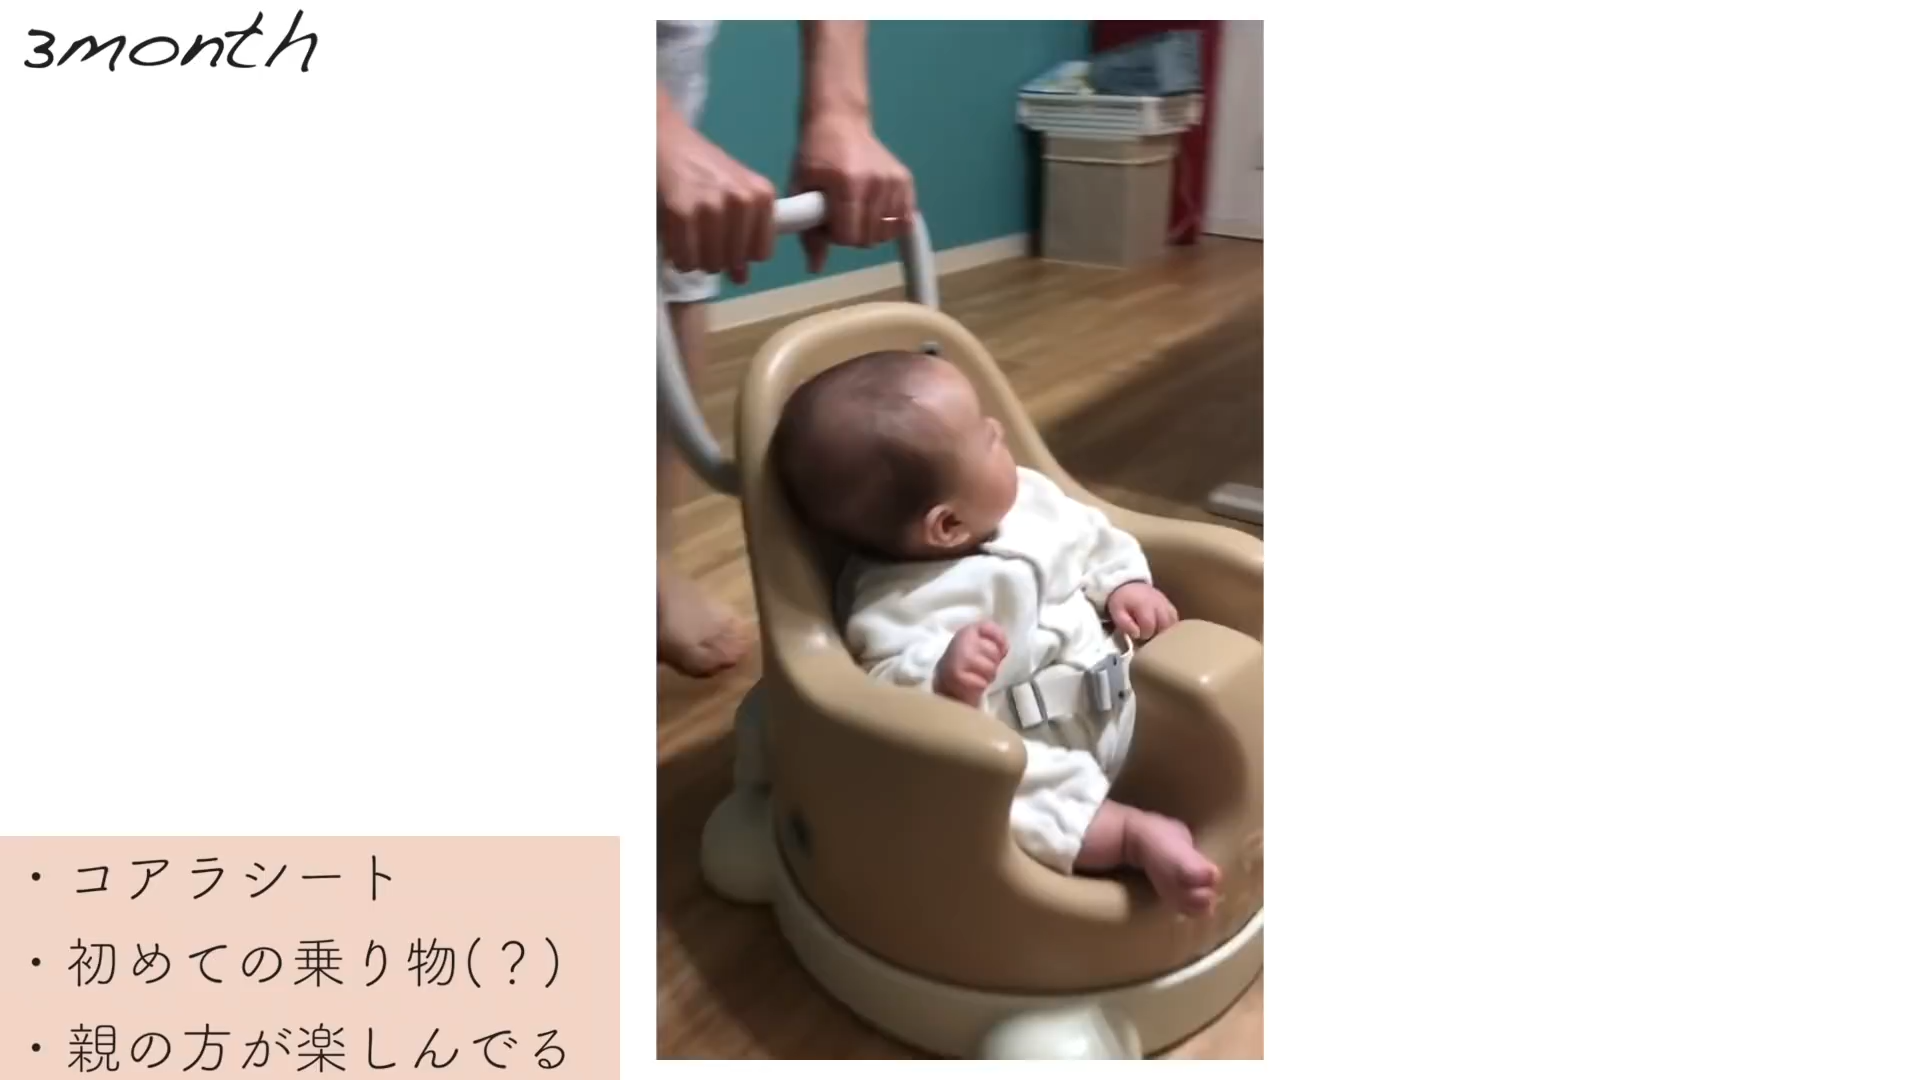 3month
・コアラシート
・初めての乗り物(？)
・親の方が楽しんでる